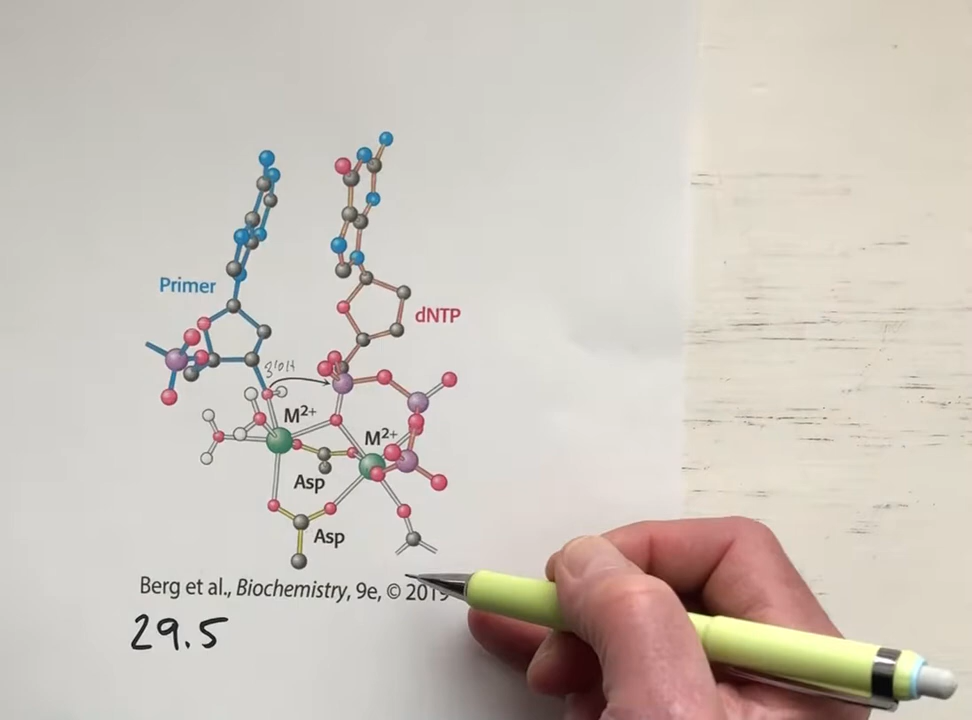 Primer
dNTP
3'OH
M²⁺
M²⁺
Asp
Asp
Berg et al., Biochemistry, 9e, © 2019
29.5